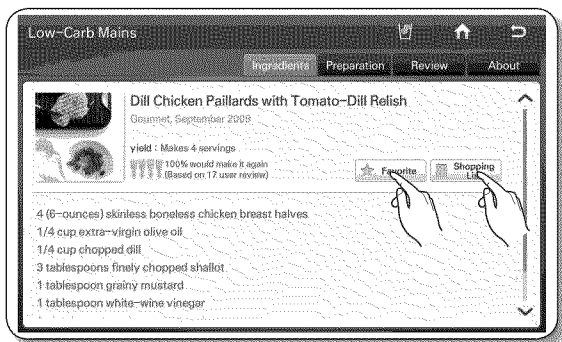 Low-Carb Mains
Ingredients Preparation Review About
Dill Chicken Paillards with Tomato-Dill Relish
Gourmet, September 2009
yield : Makes 4 servings
100% would make it again
(Based on 17 user review)
Favorite
Shopping
List
4 (6-ounces) skinless boneless chicken breast halves
1/4 cup extra-virgin olive oil
1/4 cup chopped dill
3 tablespoons finely chopped shallot
1 tablespoon grainy mustard
1 tablespoon white-wine vinegar